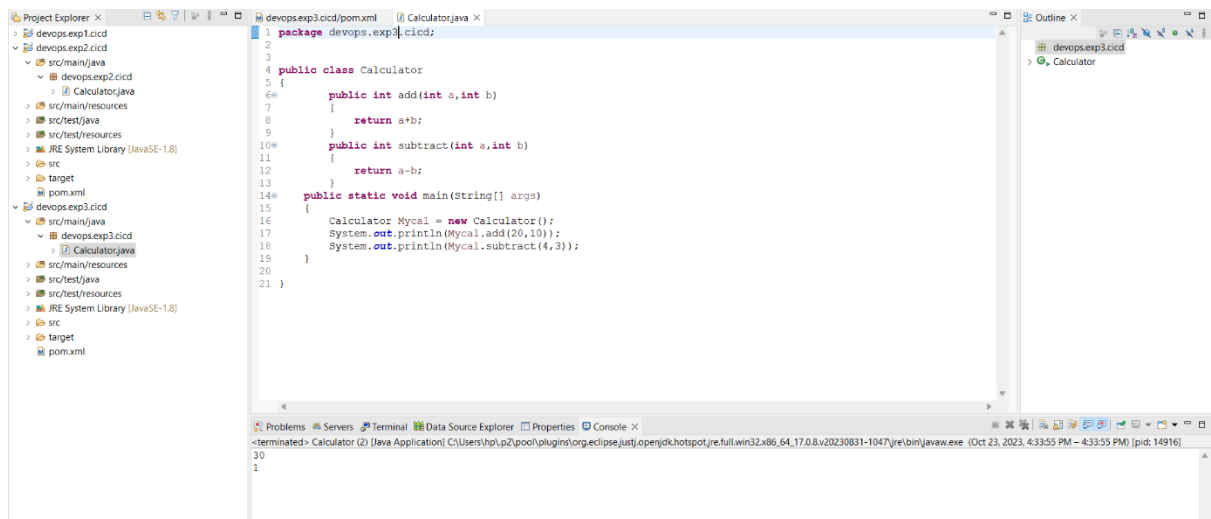 Project Explorer ×
> devops.exp1.cicd
devops.exp2.cicd
src/main/java
devops.exp2.cicd
> Calculator.java
> src/main/resources
> src/test/java
> src/test/resources
> JRE System Library [JavaSE-1.8]
> src
> target
pom.xml
devops.exp3.cicd
src/main/java
devops.exp3.cicd
> Calculator.java
> src/main/resources
> src/test/java
> src/test/resources
> JRE System Library [JavaSE-1.8]
> src
> target
pom.xml
devops.exp3.cicd/pom.xml Calculator.java ×
1 package devops.exp3.cicd;
2
3
4 public class Calculator
5 {
6 public int add(int a,int b)
7 {
8 return a+b;
9 }
10 public int subtract(int a,int b)
11 {
12 return a-b;
13 }
14 public static void main(String[] args)
15 {
16 Calculator Mycal = new Calculator();
17 System.out.println(Mycal.add(20,10));
18 System.out.println(Mycal.subtract(4,3));
19 }
20
21 }
Outline ×
devops.exp3.cicd
> Calculator
Problems Servers Terminal Data Source Explorer Properties Console ×
<terminated> Calculator (2) [Java Application] C:\Users\hp\.p2\pool\plugins\org.eclipse.justj.openjdk.hotspot.jre.full.win32.x86_64_17.0.8.v20230831-1047\jre\bin\javaw.exe (Oct 23, 2023, 4:33:55 PM – 4:33:55 PM) [pid: 14916]
30
1